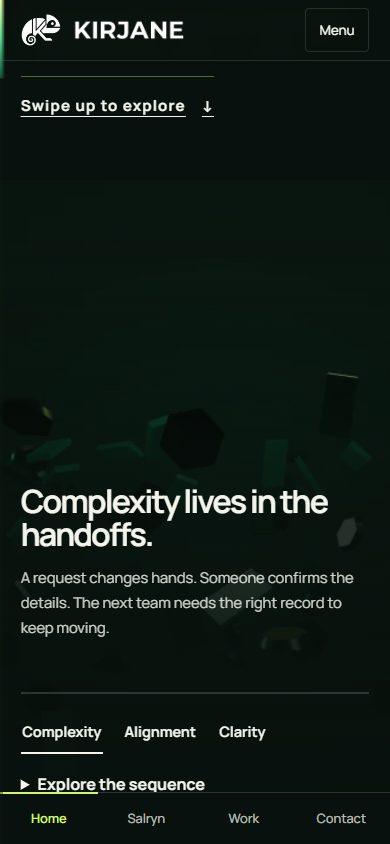 KIRJANE
Menu
Swipe up to explore ↓
Complexity lives in the
handoffs.
A request changes hands. Someone confirms the
details. The next team needs the right record to
keep moving.
Complexity Alignment Clarity
▶ Explore the sequence
Home Salryn Work Contact